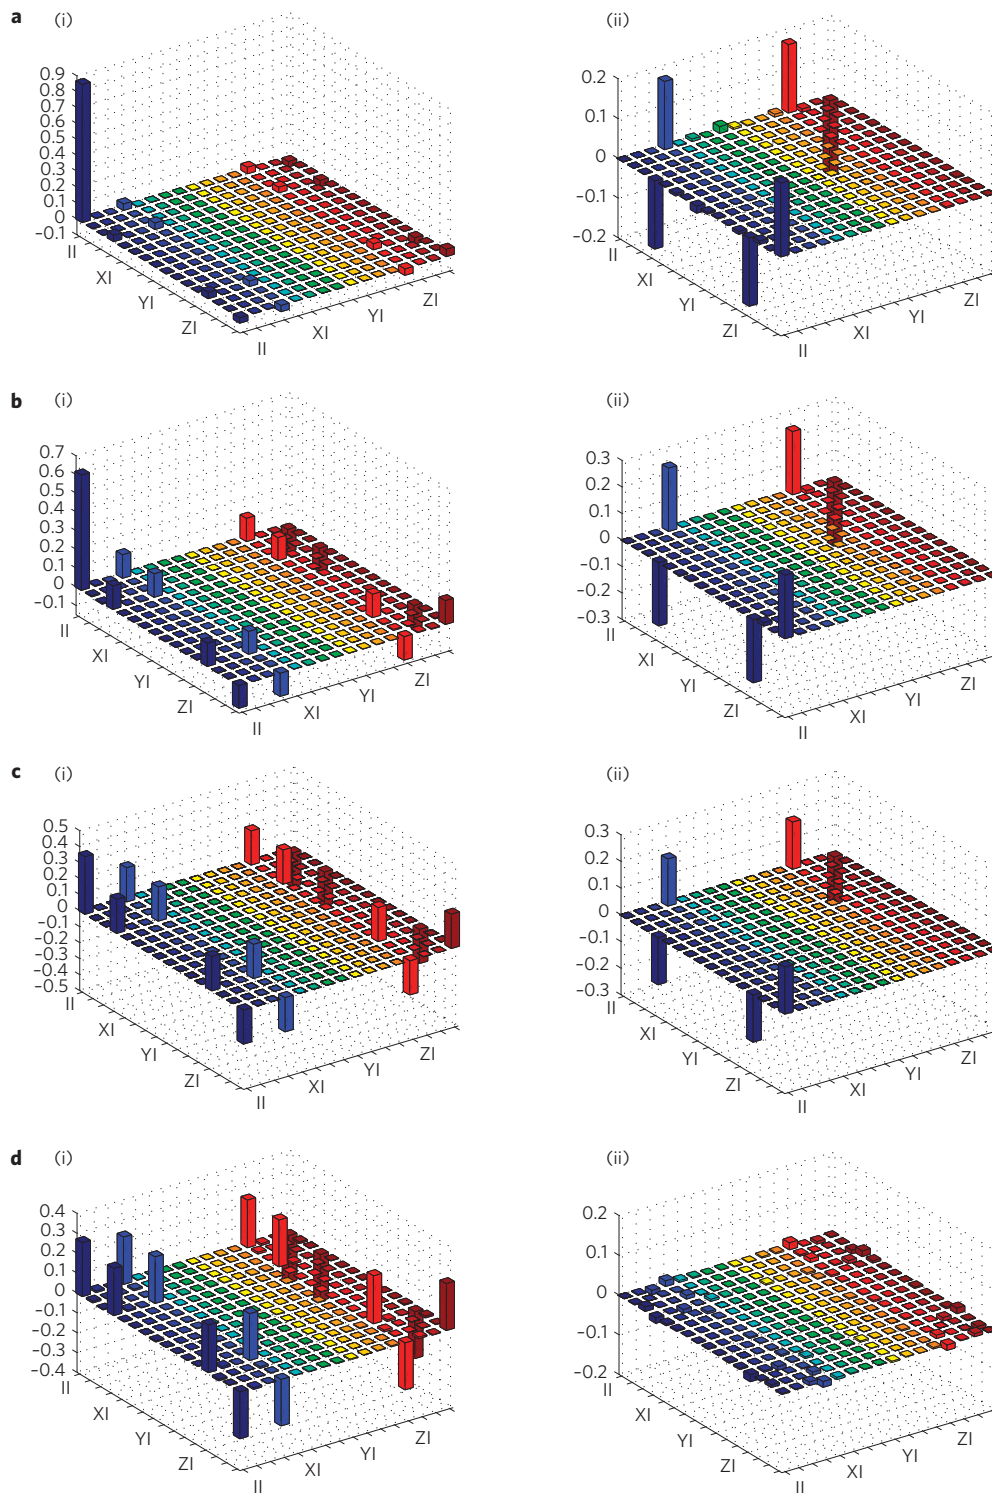 a (i) (ii)
0.9
0.8
0.7
0.6
0.5
0.4
0.3
0.2
0.1
0
-0.1
II
XI
YI
ZI
II
XI
YI
ZI
0.2
0.1
0
-0.1
-0.2
II
XI
YI
ZI
II
XI
YI
ZI
b (i) (ii)
0.7
0.6
0.5
0.4
0.3
0.2
0.1
0
-0.1
II
XI
YI
ZI
II
XI
YI
ZI
0.3
0.2
0.1
0
-0.1
-0.2
-0.3
II
XI
YI
ZI
II
XI
YI
ZI
c (i) (ii)
0.5
0.4
0.3
0.2
0.1
0
-0.1
-0.2
-0.3
-0.4
-0.5
II
XI
YI
ZI
II
XI
YI
ZI
0.3
0.2
0.1
0
-0.1
-0.2
-0.3
II
XI
YI
ZI
II
XI
YI
ZI
d (i) (ii)
0.4
0.3
0.2
0.1
0
-0.1
-0.2
-0.3
-0.4
II
XI
YI
ZI
II
XI
YI
ZI
0.2
0.1
0
-0.1
-0.2
II
XI
YI
ZI
II
XI
YI
ZI